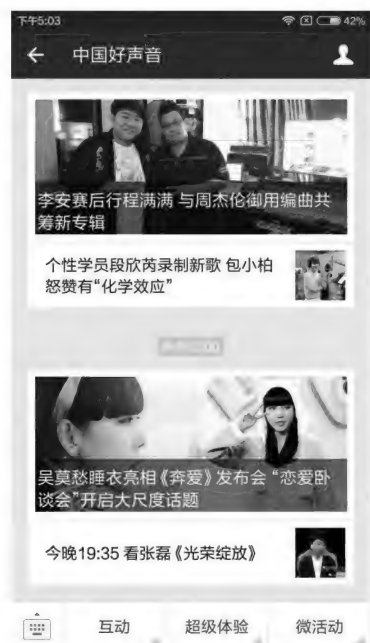 下午5:03
42%
中国好声音
李安赛后行程满满 与周杰伦御用编曲共
筹新专辑
个性学员段欣芮录制新歌 包小柏
怒赞有“化学效应”
吴莫愁睡衣亮相《奔爱》发布会 “恋爱卧
谈会”开启大尺度话题
今晚19:35 看张磊《光荣绽放》
互动
超级体验
微活动